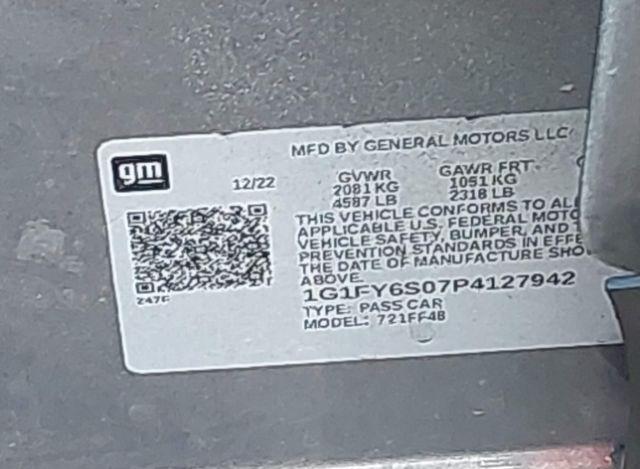 MFD BY GENERAL MOTORS LLC
gm
12/22
GVWR
2081 KG
4587 LB
GAWR FRT
1051 KG
2318 LB
THIS VEHICLE CONFORMS TO AL
APPLICABLE U.S. FEDERAL MOTO
VEHICLE SAFETY, BUMPER, AND
PREVENTION STANDARDS IN EFFE
THE DATE OF MANUFACTURE SHO
ABOVE.
1G1FY6S07P4127942
TYPE: PASS CAR
MODEL: 721FF48